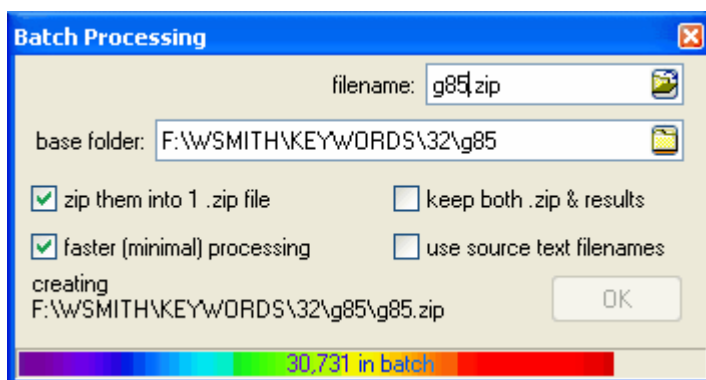 Batch Processing
filename: g85.zip
base folder: F:\WSMITH\KEYWORDS\32\g85
zip them into 1 .zip file
keep both .zip & results
faster (minimal) processing
use source text filenames
creating
F:\WSMITH\KEYWORDS\32\g85\g85.zip
OK
30,731 in batch